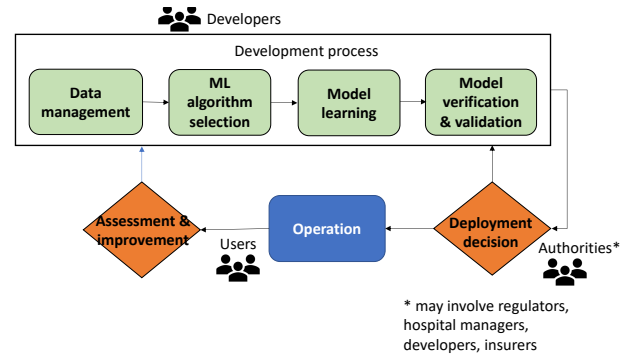 Developers
Development process
Data
management
ML
algorithm
selection
Model
learning
Model
verification
& validation
Assessment &
improvement
Users
Operation
Deployment
decision
Authorities*
* may involve regulators,
hospital managers,
developers, insurers